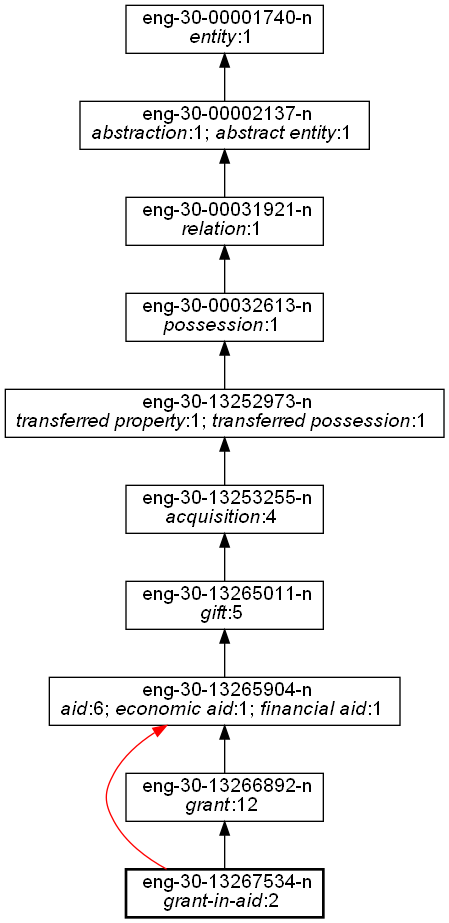 eng-30-00001740-n
entity:1
eng-30-00002137-n
abstraction:1; abstract entity:1
eng-30-00031921-n
relation:1
eng-30-00032613-n
possession:1
eng-30-13252973-n
transferred property:1; transferred possession:1
eng-30-13253255-n
acquisition:4
eng-30-13265011-n
gift:5
eng-30-13265904-n
aid:6; economic aid:1; financial aid:1
eng-30-13266892-n
grant:12
eng-30-13267534-n
grant-in-aid:2